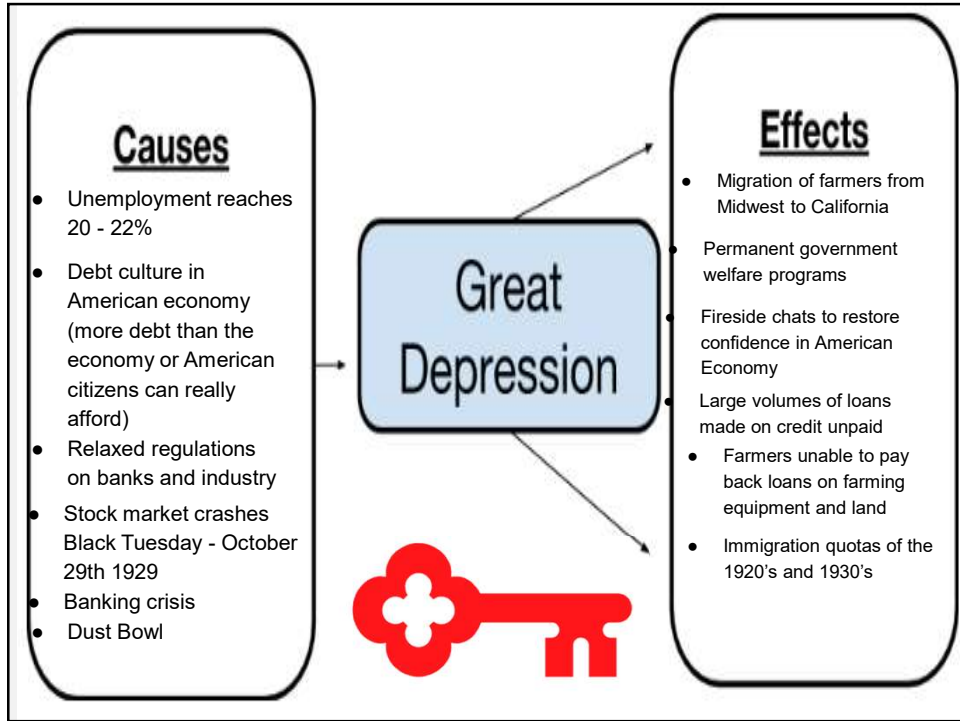 Causes
● Unemployment reaches
20 - 22%
● Debt culture in
American economy
(more debt than the
economy or American
citizens can really
afford)
● Relaxed regulations
on banks and industry
● Stock market crashes
Black Tuesday - October
29th 1929
● Banking crisis
● Dust Bowl
Great
Depression
Effects
● Migration of farmers from
Midwest to California
● Permanent government
welfare programs
● Fireside chats to restore
confidence in American
Economy
● Large volumes of loans
made on credit unpaid
● Farmers unable to pay
back loans on farming
equipment and land
● Immigration quotas of the
1920's and 1930's